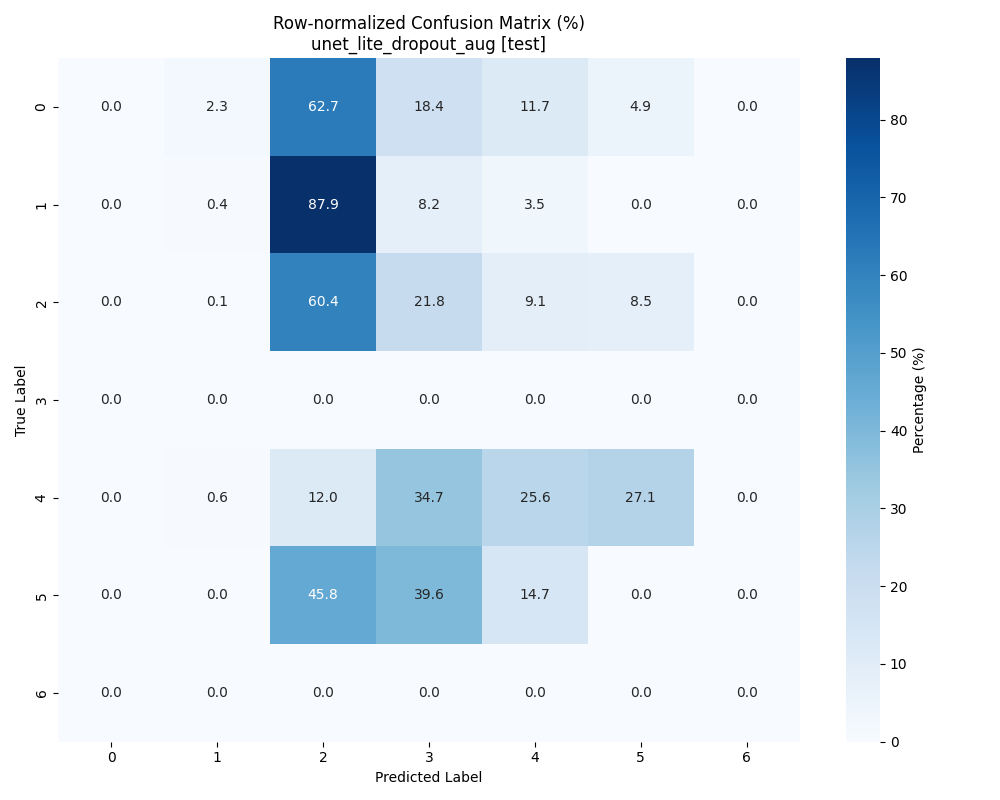 Row-normalized Confusion Matrix (%)
unet_lite_dropout_aug [test]
True Label
0 0.0 2.3 62.7 18.4 11.7 4.9 0.0
1 0.0 0.4 87.9 8.2 3.5 0.0 0.0
2 0.0 0.1 60.4 21.8 9.1 8.5 0.0
3 0.0 0.0 0.0 0.0 0.0 0.0 0.0
4 0.0 0.6 12.0 34.7 25.6 27.1 0.0
5 0.0 0.0 45.8 39.6 14.7 0.0 0.0
6 0.0 0.0 0.0 0.0 0.0 0.0 0.0
0 1 2 3 4 5 6
Predicted Label
80
70
60
50
40
30
20
10
0
Percentage (%)